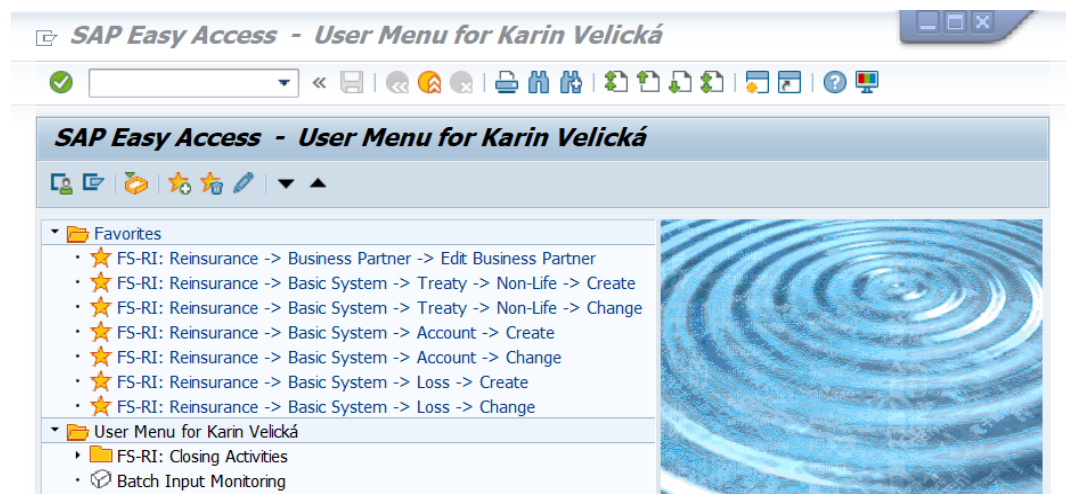 SAP Easy Access - User Menu for Karin Velická
SAP Easy Access - User Menu for Karin Velická
Favorites
FS-RI: Reinsurance -> Business Partner -> Edit Business Partner
FS-RI: Reinsurance -> Basic System -> Treaty -> Non-Life -> Create
FS-RI: Reinsurance -> Basic System -> Treaty -> Non-Life -> Change
FS-RI: Reinsurance -> Basic System -> Account -> Create
FS-RI: Reinsurance -> Basic System -> Account -> Change
FS-RI: Reinsurance -> Basic System -> Loss -> Create
FS-RI: Reinsurance -> Basic System -> Loss -> Change
User Menu for Karin Velická
FS-RI: Closing Activities
Batch Input Monitoring